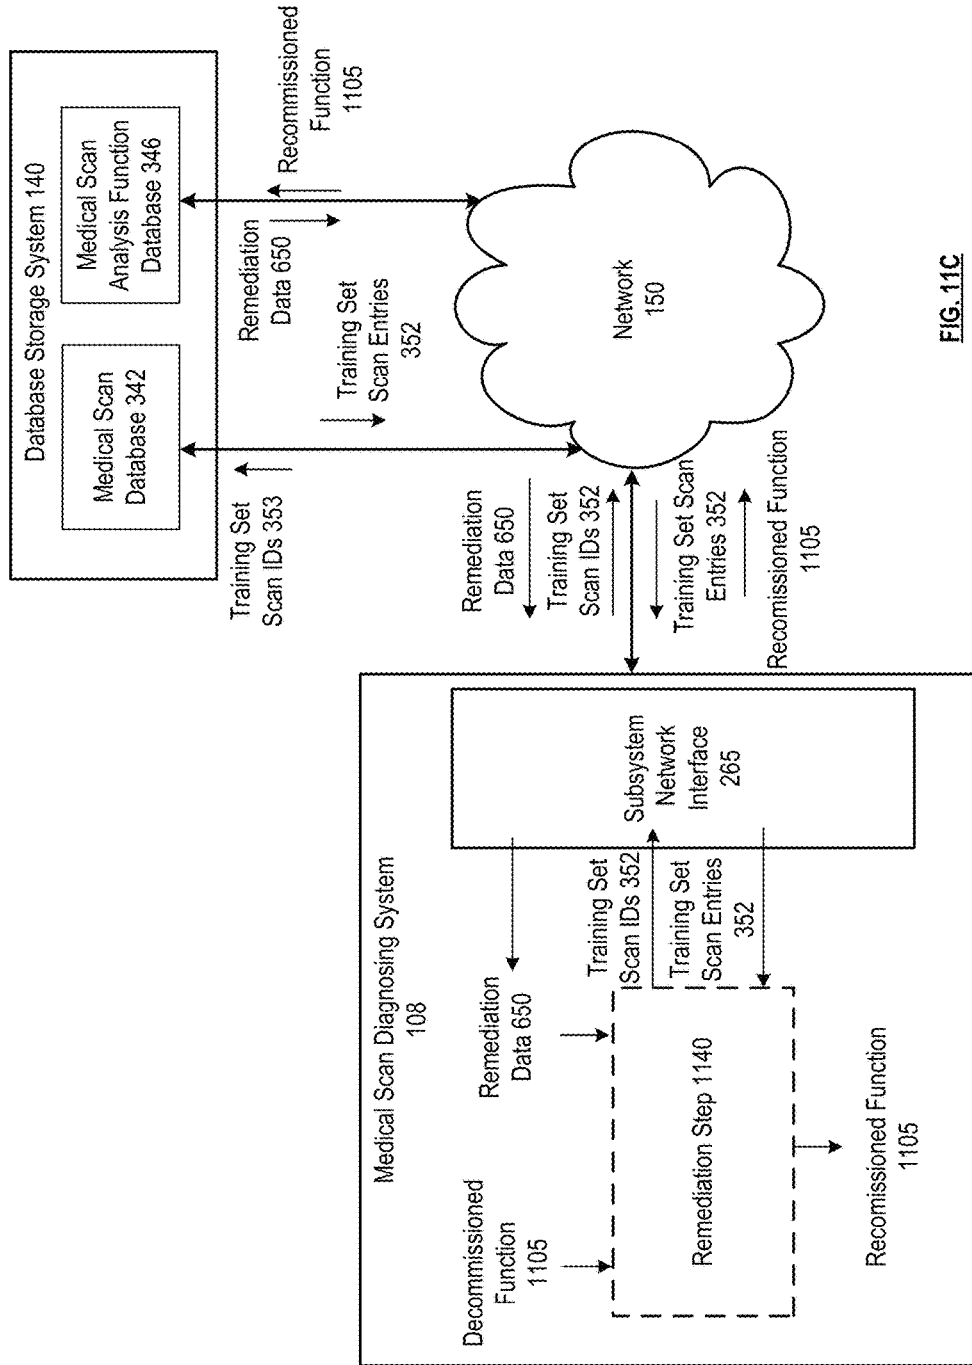 Database Storage System 140
Medical Scan
Database 342
Medical Scan
Analysis Function
Database 346
Training Set
Scan IDs 353
Training Set
Scan Entries
352
Remediation
Data 650
Recommissioned
Function
1105
Network
150
Remediation
Data 650
Training Set
Scan IDs 352
Training Set Scan
Entries 352
Recomissioned Function
1105
Medical Scan Diagnosing System
108
Subsystem
Network
Interface
265
Remediation
Data 650
Training Set
Scan IDs 352
Training Set
Scan Entries
352
Decommissioned
Function
1105
Remediation Step 1140
Recomissioned Function
1105
FIG. 11C